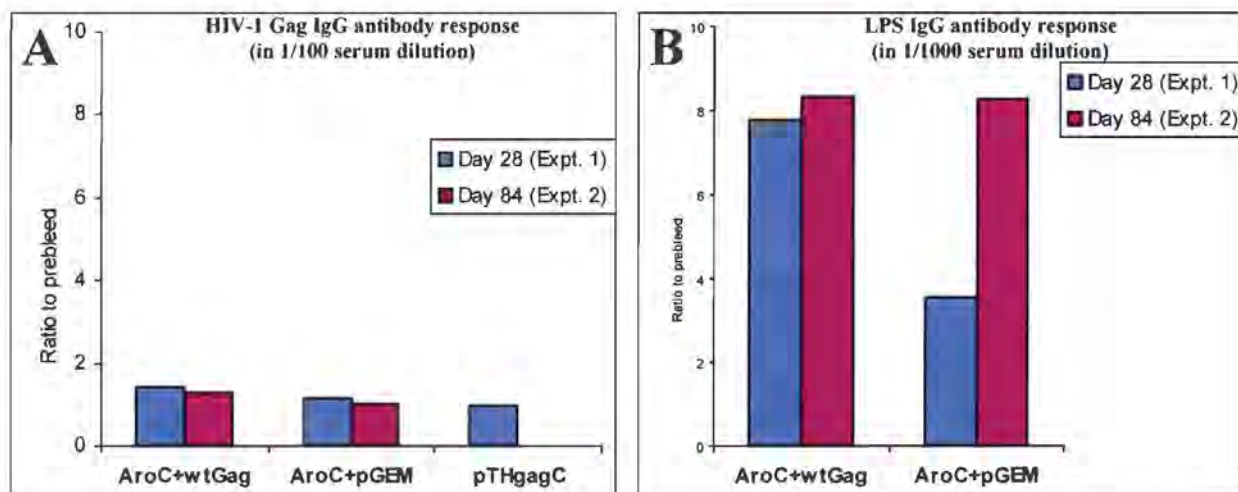 A
HIV-1 Gag IgG antibody response
(in 1/100 serum dilution)
10
8
6
4
2
0
Ratio to prebleed
Day 28 (Expt. 1)
Day 84 (Expt. 2)
AroC+wtGag AroC+pGEM pTHgagC
B
LPS IgG antibody response
(in 1/1000 serum dilution)
10
8
6
4
2
0
Ratio to prebleed
Day 28 (Expt. 1)
Day 84 (Expt. 2)
AroC+wtGag AroC+pGEM